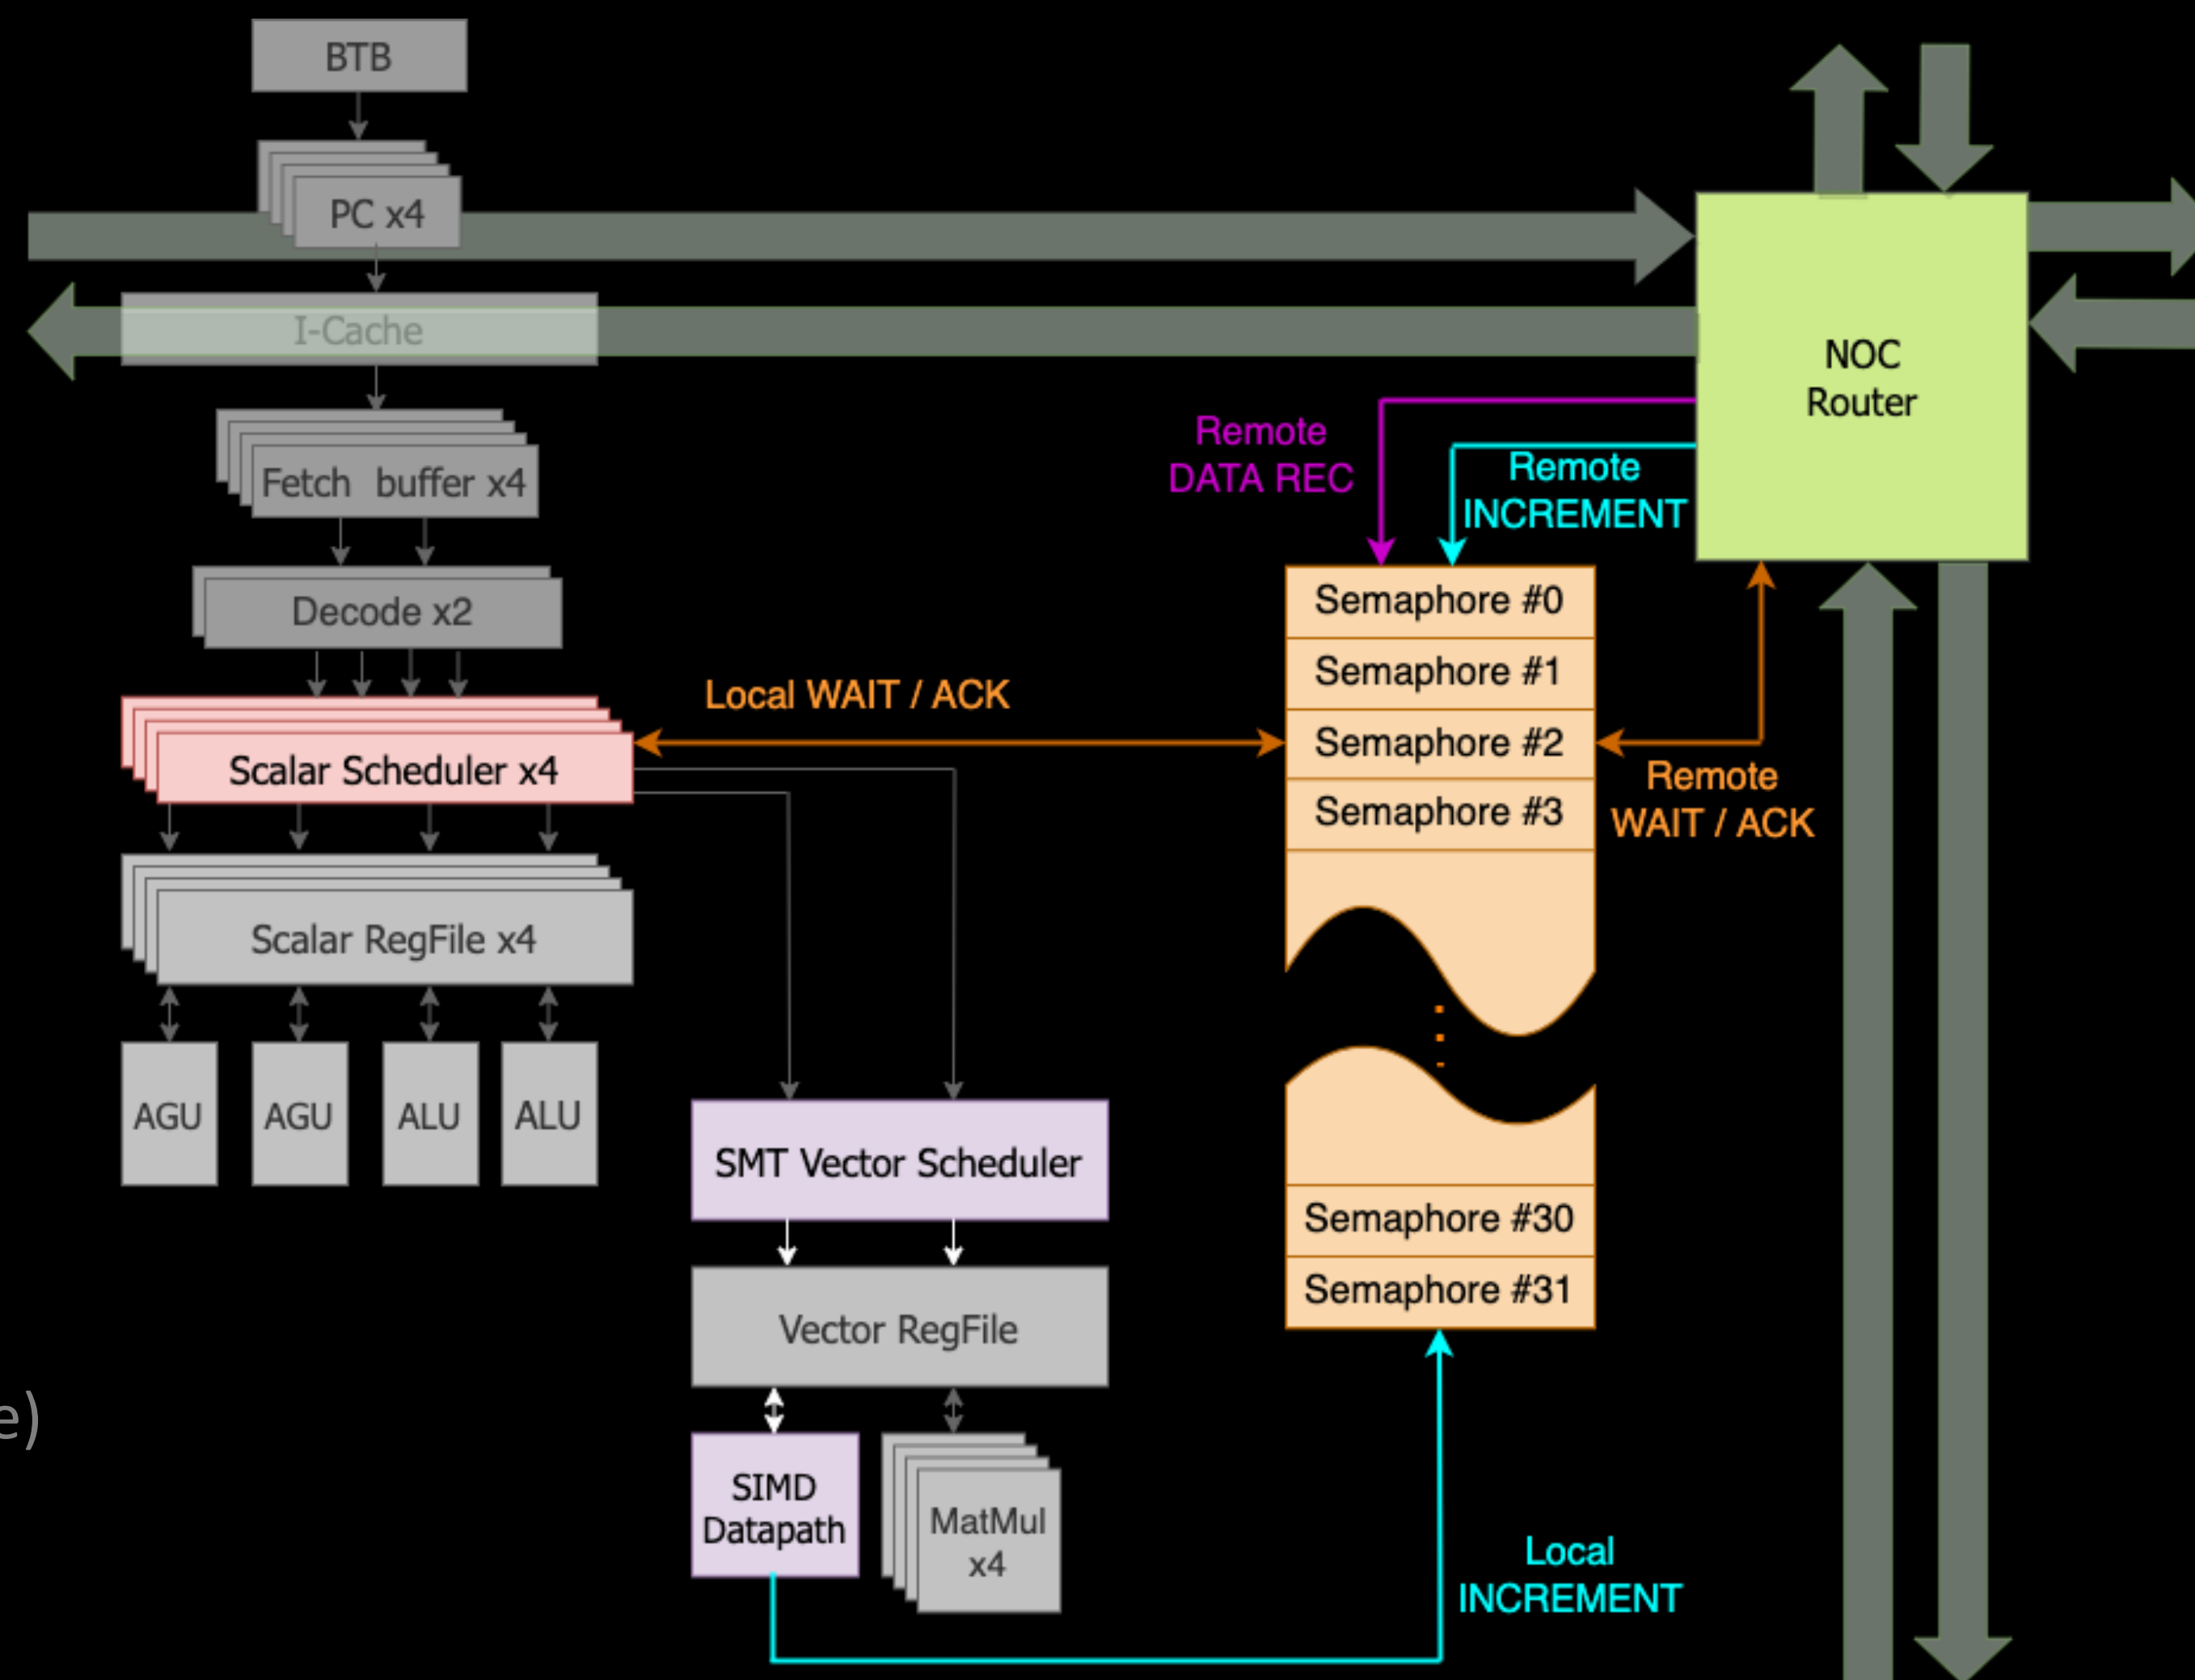 BTB
PC x4
I-Cache
Fetch buffer x4
Decode x2
Scalar Scheduler x4
Scalar RegFile x4
AGU
AGU
ALU
ALU
Local WAIT / ACK
SMT Vector Scheduler
Vector RegFile
SIMD
Datapath
MatMul
x4
Remote
DATA REC
Remote
INCREMENT
NOC
Router
Semaphore #0
Semaphore #1
Semaphore #2
Semaphore #3
Semaphore #30
Semaphore #31
Remote
WAIT / ACK
Local
INCREMENT
e)